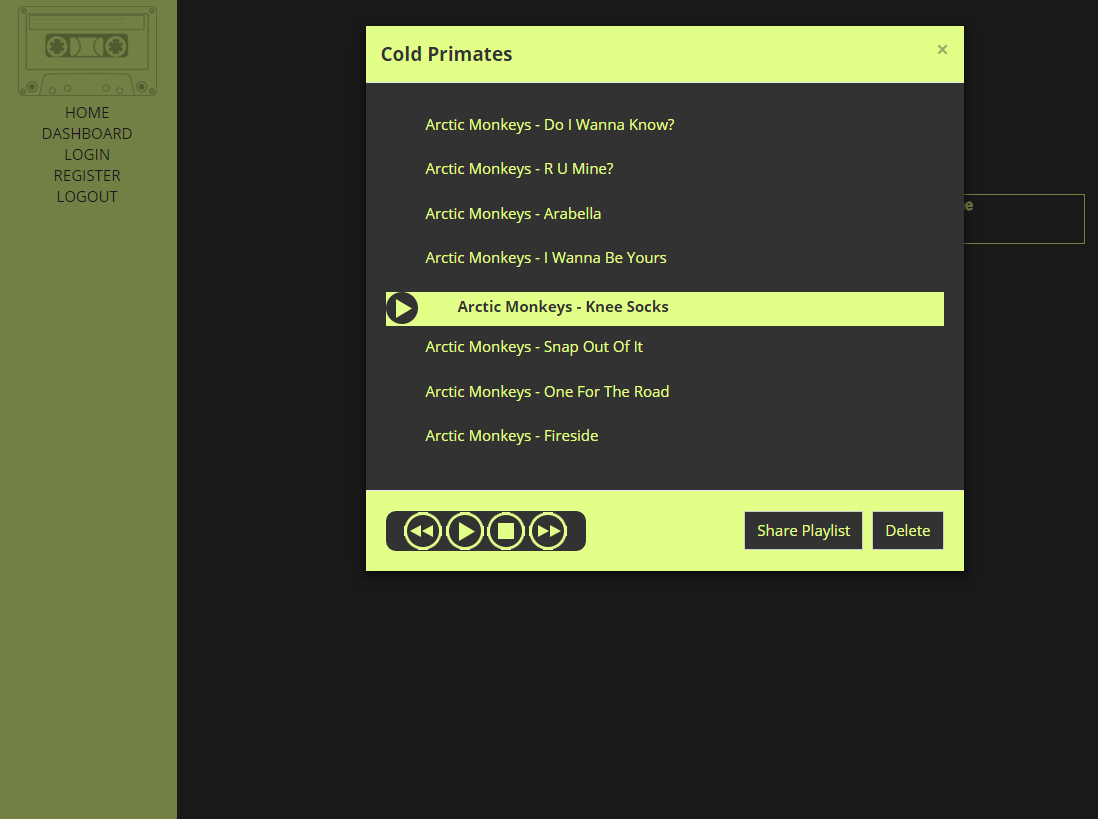 HOME
DASHBOARD
LOGIN
REGISTER
LOGOUT
Cold Primates
×
Arctic Monkeys - Do I Wanna Know?
Arctic Monkeys - R U Mine?
Arctic Monkeys - Arabella
Arctic Monkeys - I Wanna Be Yours
Arctic Monkeys - Knee Socks
Arctic Monkeys - Snap Out Of It
Arctic Monkeys - One For The Road
Arctic Monkeys - Fireside
Share Playlist
Delete